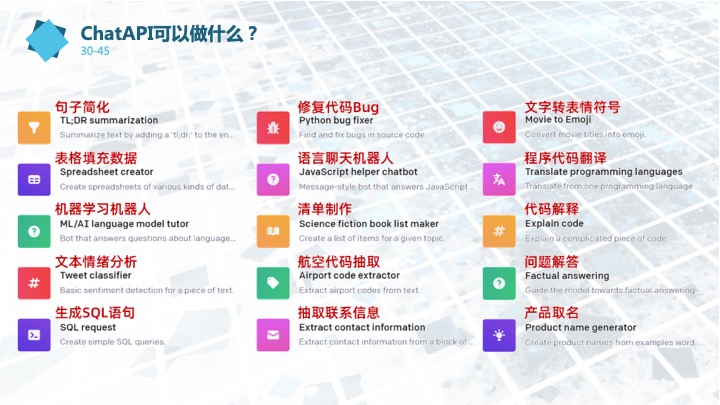 ChatAPI可以做什么？
30-45
句子简化
TL;DR summarization
Summarize text by adding a 'tl;dr:' to the en...
修复代码Bug
Python bug fixer
Find and fix bugs in source code.
文字转表情符号
Movie to Emoji
Convert movie titles into emoji.
表格填充数据
Spreadsheet creator
Create spreadsheets of various kinds of dat...
语言聊天机器人
JavaScript helper chatbot
Message-style bot that answers JavaScript ...
程序代码翻译
Translate programming languages
Translate from one programming language ...
机器学习机器人
ML/AI language model tutor
Bot that answers questions about language...
清单制作
Science fiction book list maker
Create a list of items for a given topic.
代码解释
Explain code
Explain a complicated piece of code.
文本情绪分析
Tweet classifier
Basic sentiment detection for a piece of text.
航空代码抽取
Airport code extractor
Extract airport codes from text.
问题解答
Factual answering
Guide the model towards factual answering...
生成SQL语句
SQL request
Create simple SQL queries.
抽取联系信息
Extract contact information
Extract contact information from a block of ...
产品取名
Product name generator
Create product names from examples word...